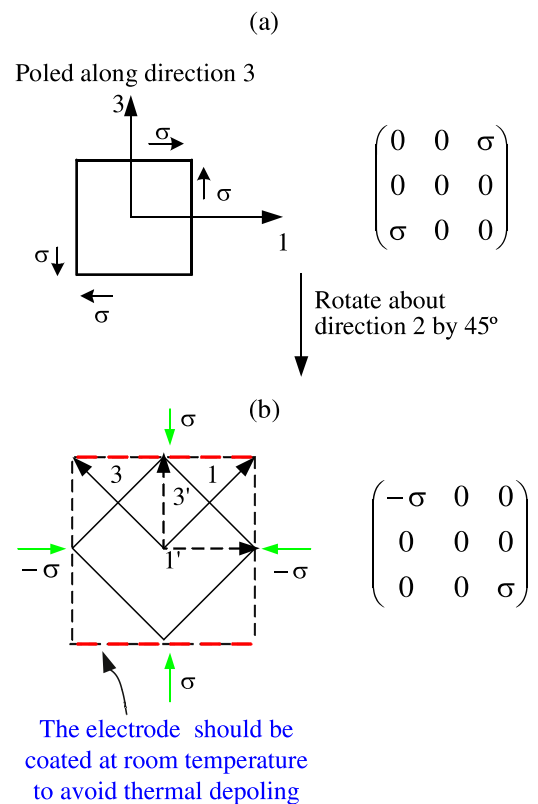 (a)
Poled along direction 3
3
σ
σ
1
σ
σ
0 0 σ
0 0 0
σ 0 0
Rotate about
direction 2 by 45º
(b)
σ
3 1
3'
1'
−σ
−σ
σ
−σ 0 0
0 0 0
0 0 σ
The electrode should be
coated at room temperature
to avoid thermal depoling